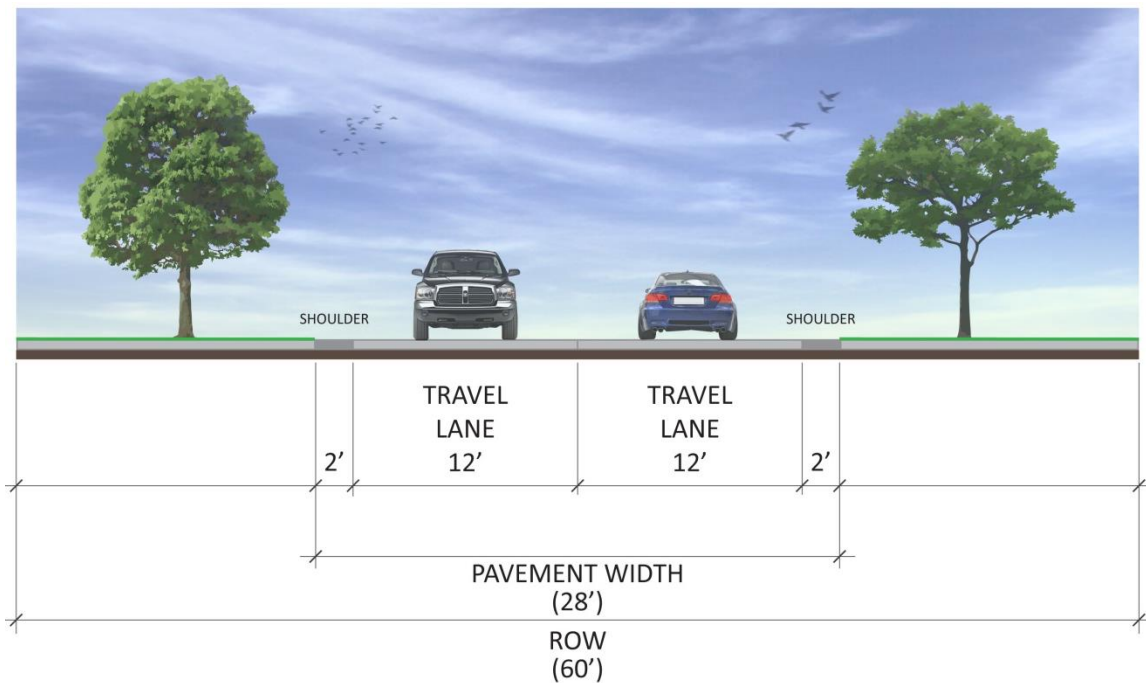 SHOULDER
SHOULDER
TRAVEL
LANE
12’
TRAVEL
LANE
12’
2’
2’
PAVEMENT WIDTH
(28’)
ROW
(60’)